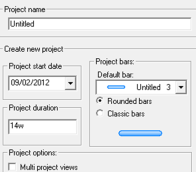 Project name
Untitled
Create new project
Project start date
09/02/2012
Project duration
14w
Project bars:
Default bar:
Untitled 3
Rounded bars
Classic bars
Project options:
Multi project views